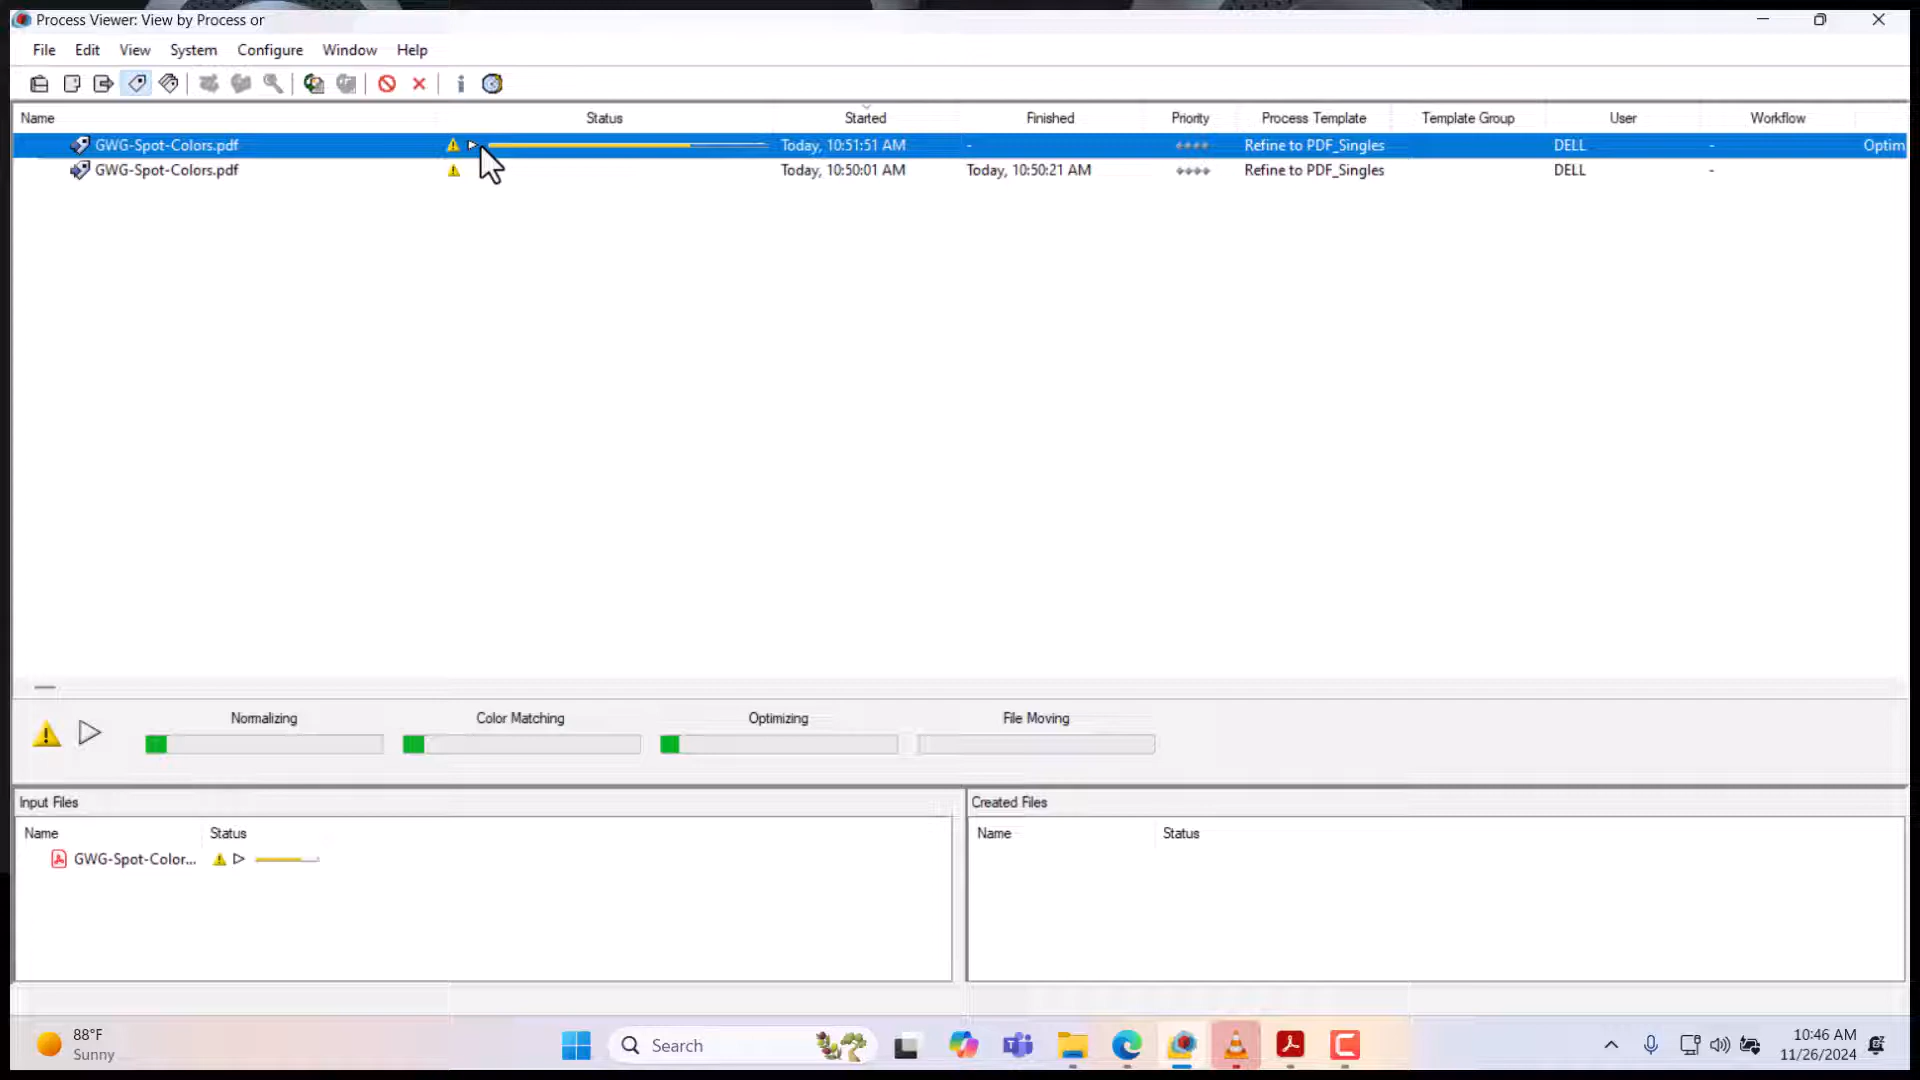 Process Viewer: View by Process or
File Edit View System Configure Window Help
Name Status Started Finished Priority Process Template Template Group User Workflow
GWG-Spot-Colors.pdf Today, 10:51:51 AM - Refine to PDF_Singles DELL - Optim
GWG-Spot-Colors.pdf Today, 10:50:01 AM Today, 10:50:21 AM Refine to PDF_Singles DELL -
Normalizing Color Matching Optimizing File Moving
Input Files Created Files
Name Status Name Status
GWG-Spot-Color...
88°F
Sunny
Search
10:46 AM
11/26/2024